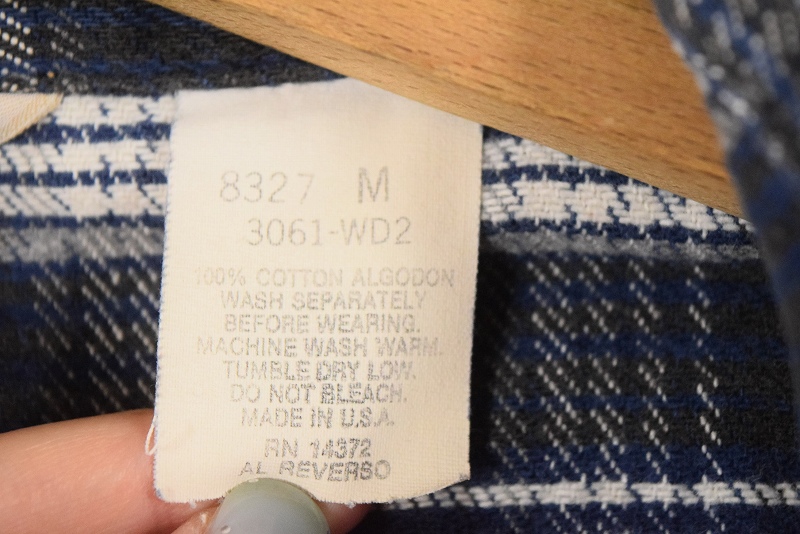 8327 M
3061-WD2
100% COTTON ALGODON
WASH SEPARATELY
BEFORE WEARING.
MACHINE WASH WARM.
TUMBLE DRY LOW.
DO NOT BLEACH.
MADE IN U.S.A.
RN 14372
AL REVERSO